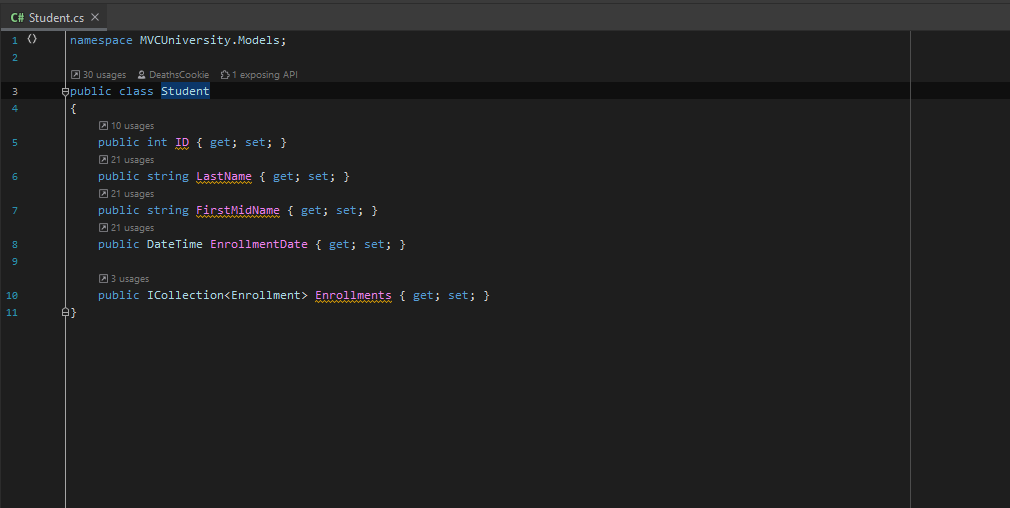 C# Student.cs ×
1 namespace MVCUniversity.Models;
2
30 usages DeathsCookie 1 exposing API
3 public class Student
4 {
10 usages
5 public int ID { get; set; }
21 usages
6 public string LastName { get; set; }
21 usages
7 public string FirstMidName { get; set; }
21 usages
8 public DateTime EnrollmentDate { get; set; }
9
3 usages
10 public ICollection<Enrollment> Enrollments { get; set; }
11 }